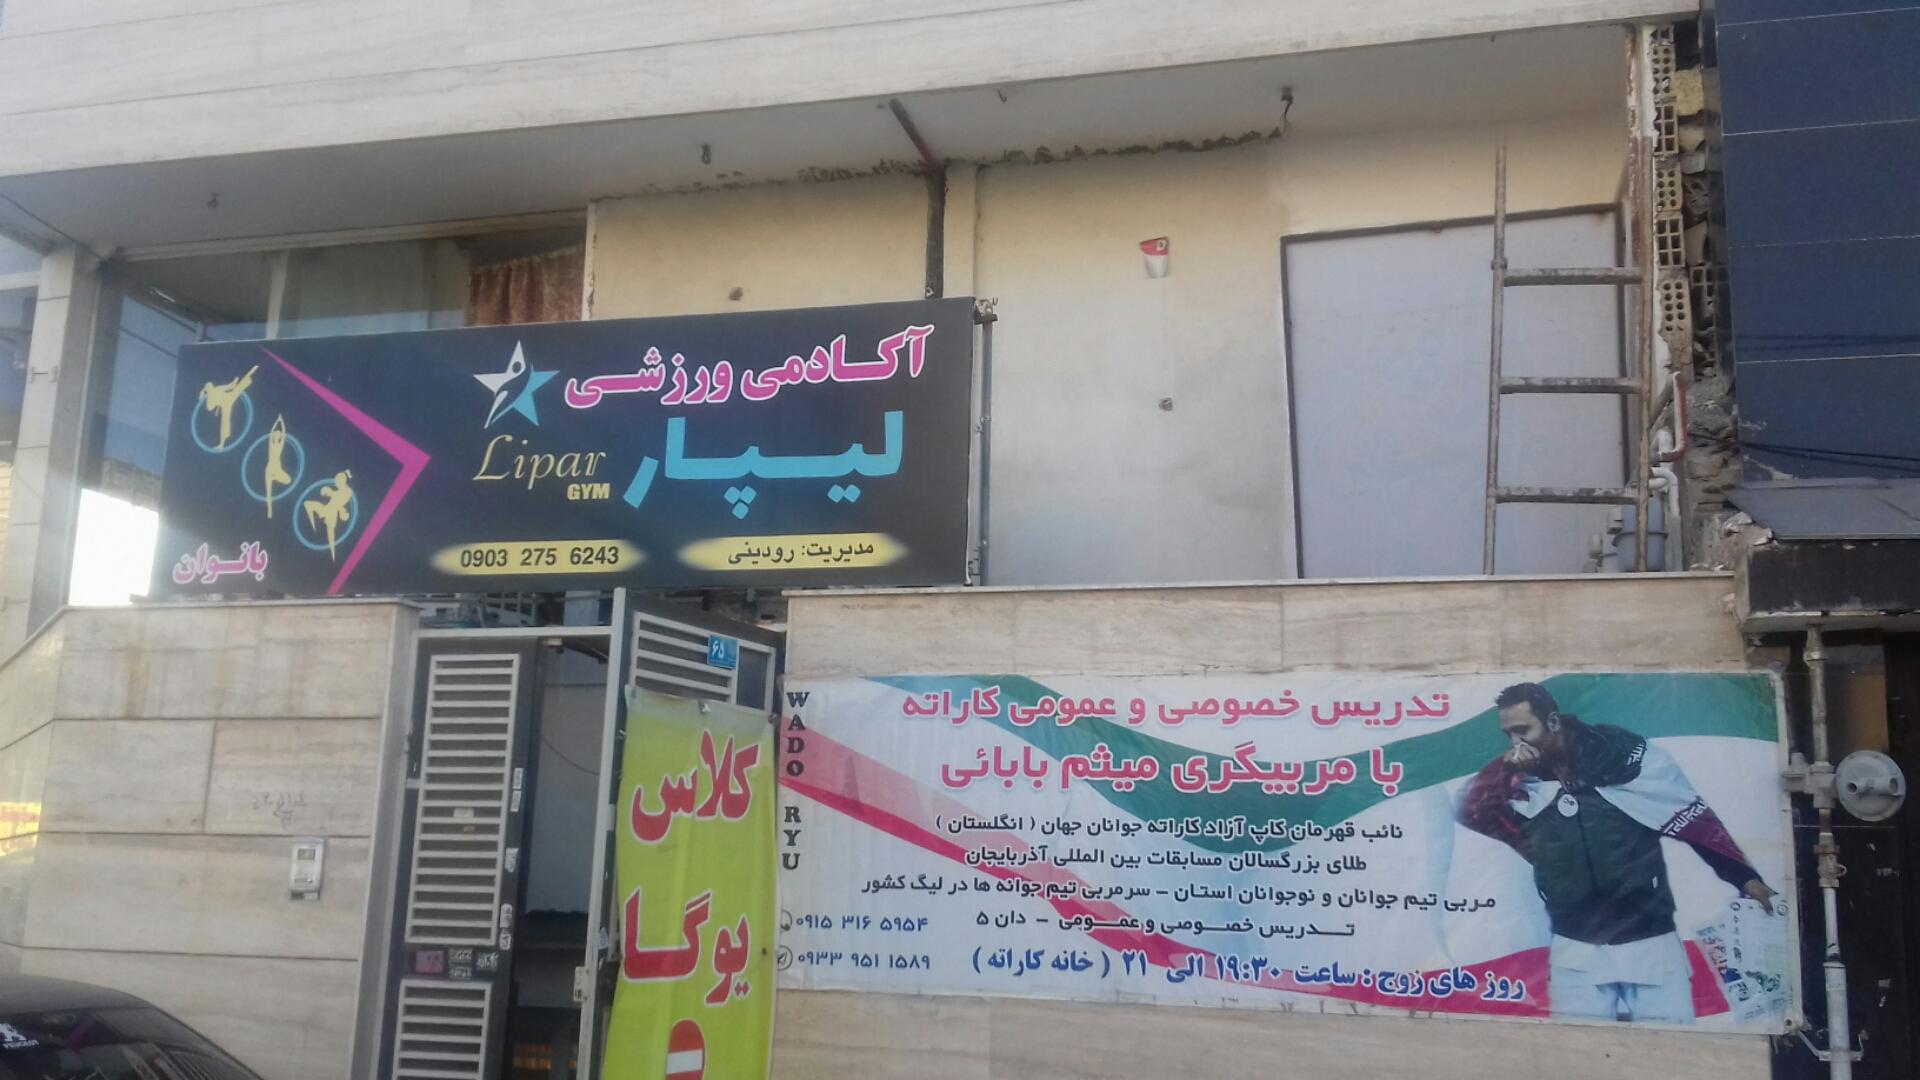 آکادمی ورزشی
لیپار
Lipar
GYM
مدیریت: رودینی
0903 275 6243
بانوان
۶۵
کلاس
یوگا
WADO RYU
تدریس خصوصی و عمومی کاراته
با مربیگری میثم بابائی
نائب قهرمان کاپ آزاد کاراته جوانان جهان ( انگلستان )
طلای بزرگسالان مسابقات بین المللی آذربایجان
مربی تیم جوانان و نوجوانان استان - سرمربی تیم جوانه ها در لیگ کشور
تدریس خصوصی و عمومی - دان ۵
۰۹۱۵ ۳۱۶ ۵۹۵۴
۰۹۳۳ ۹۵۱ ۱۵۸۹
روز های زوج : ساعت ۱۹:۳۰ الی ۲۱ ( خانه کاراته )
PEUGEOT